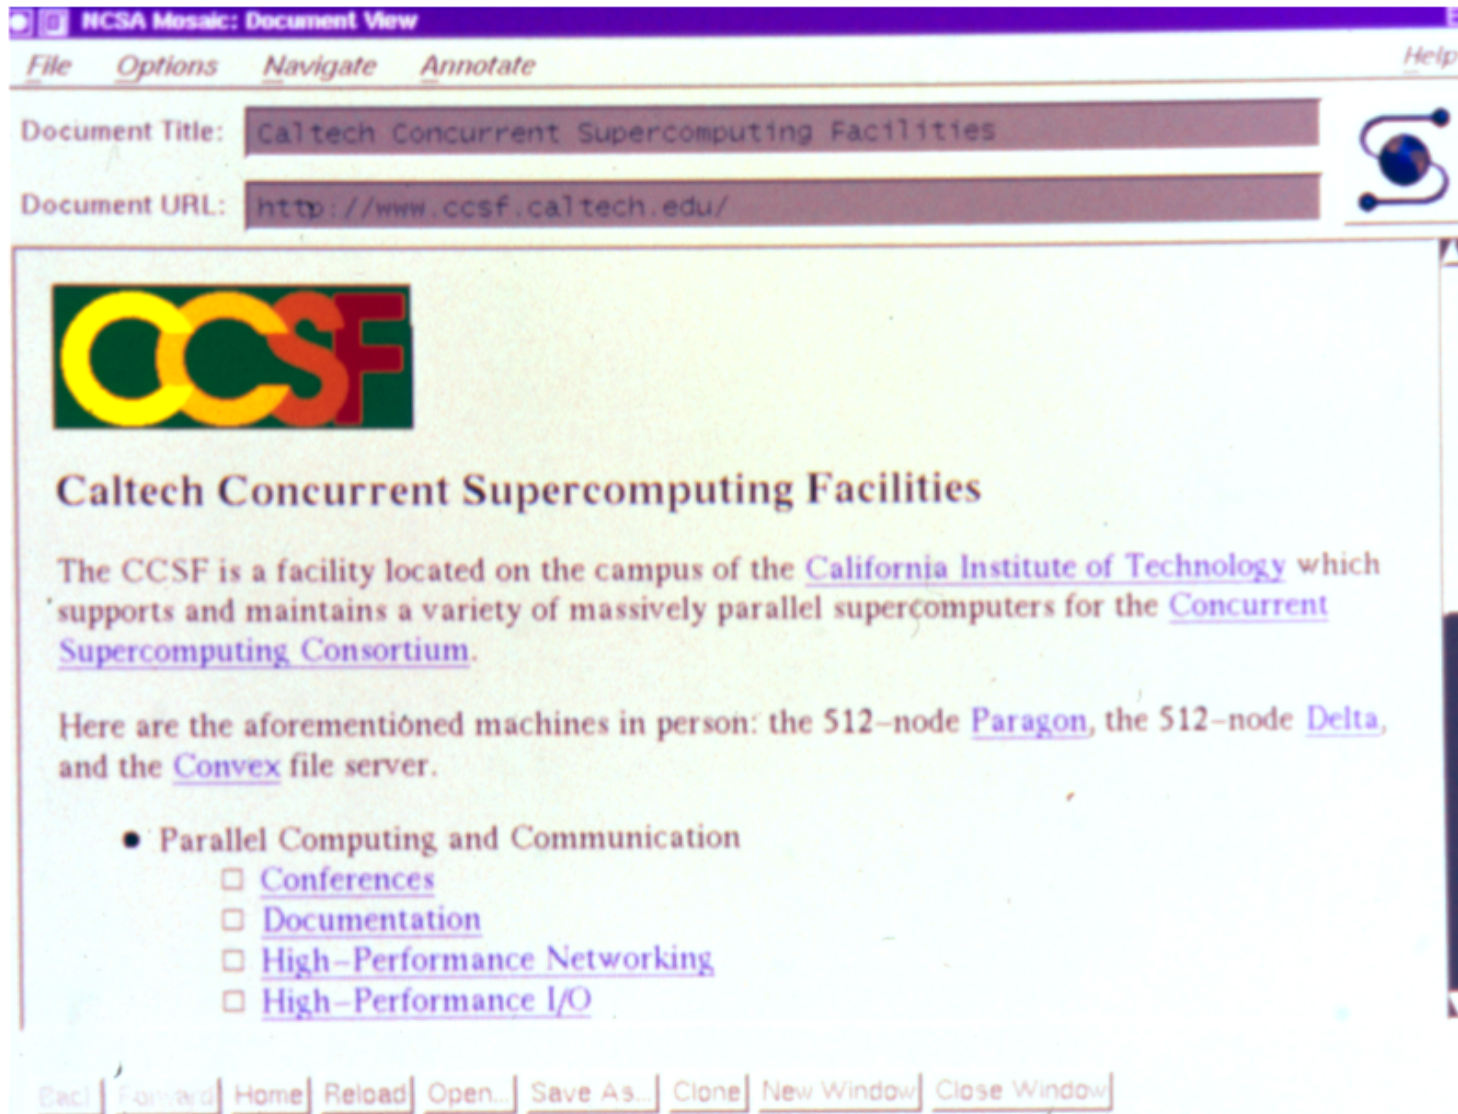 NCSA Mosaic: Document View
File Options Navigate Annotate Help
Document Title: Caltech Concurrent Supercomputing Facilities
Document URL: http://www.ccsf.caltech.edu/
CCSF
Caltech Concurrent Supercomputing Facilities
The CCSF is a facility located on the campus of the California Institute of Technology which
supports and maintains a variety of massively parallel supercomputers for the Concurrent
Supercomputing Consortium.
Here are the aforementioned machines in person: the 512-node Paragon, the 512-node Delta,
and the Convex file server.
• Parallel Computing and Communication
□ Conferences
□ Documentation
□ High-Performance Networking
□ High-Performance I/O
Back Forward Home Reload Open... Save As... Clone New Window Close Window